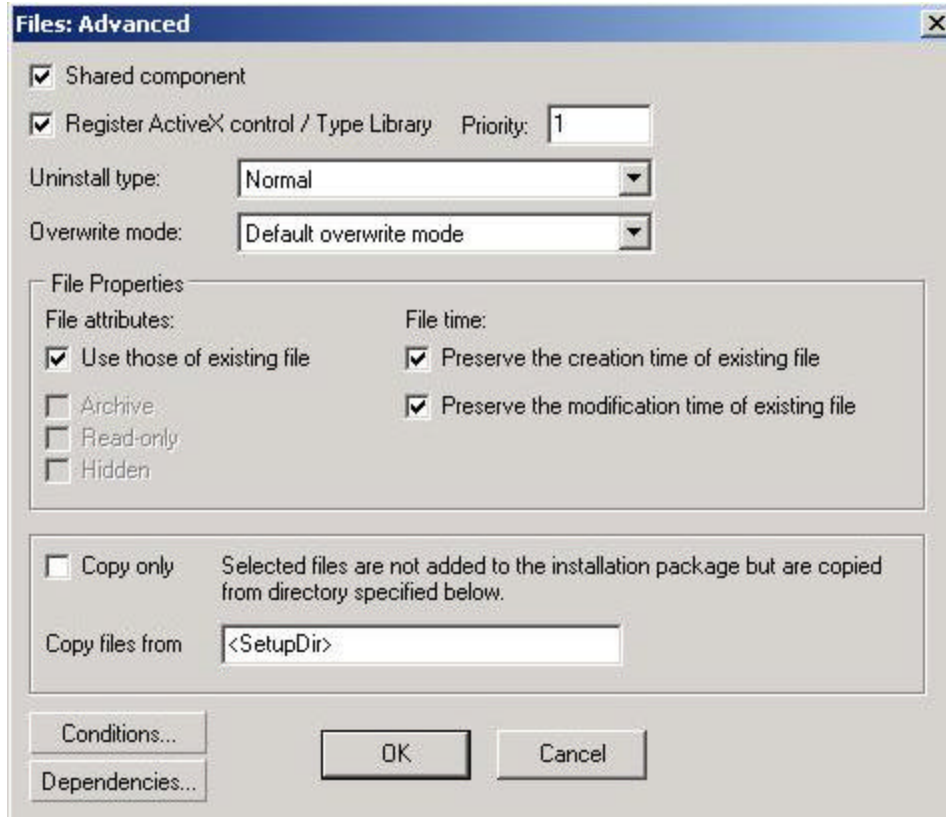 Files: Advanced
Shared component
Register ActiveX control / Type Library Priority: 1
Uninstall type: Normal
Overwrite mode: Default overwrite mode
File Properties
File attributes: File time:
Use those of existing file Preserve the creation time of existing file
Archive Preserve the modification time of existing file
Read-only
Hidden
Copy only Selected files are not added to the installation package but are copied
from directory specified below.
Copy files from <SetupDir>
Conditions... OK Cancel
Dependencies...